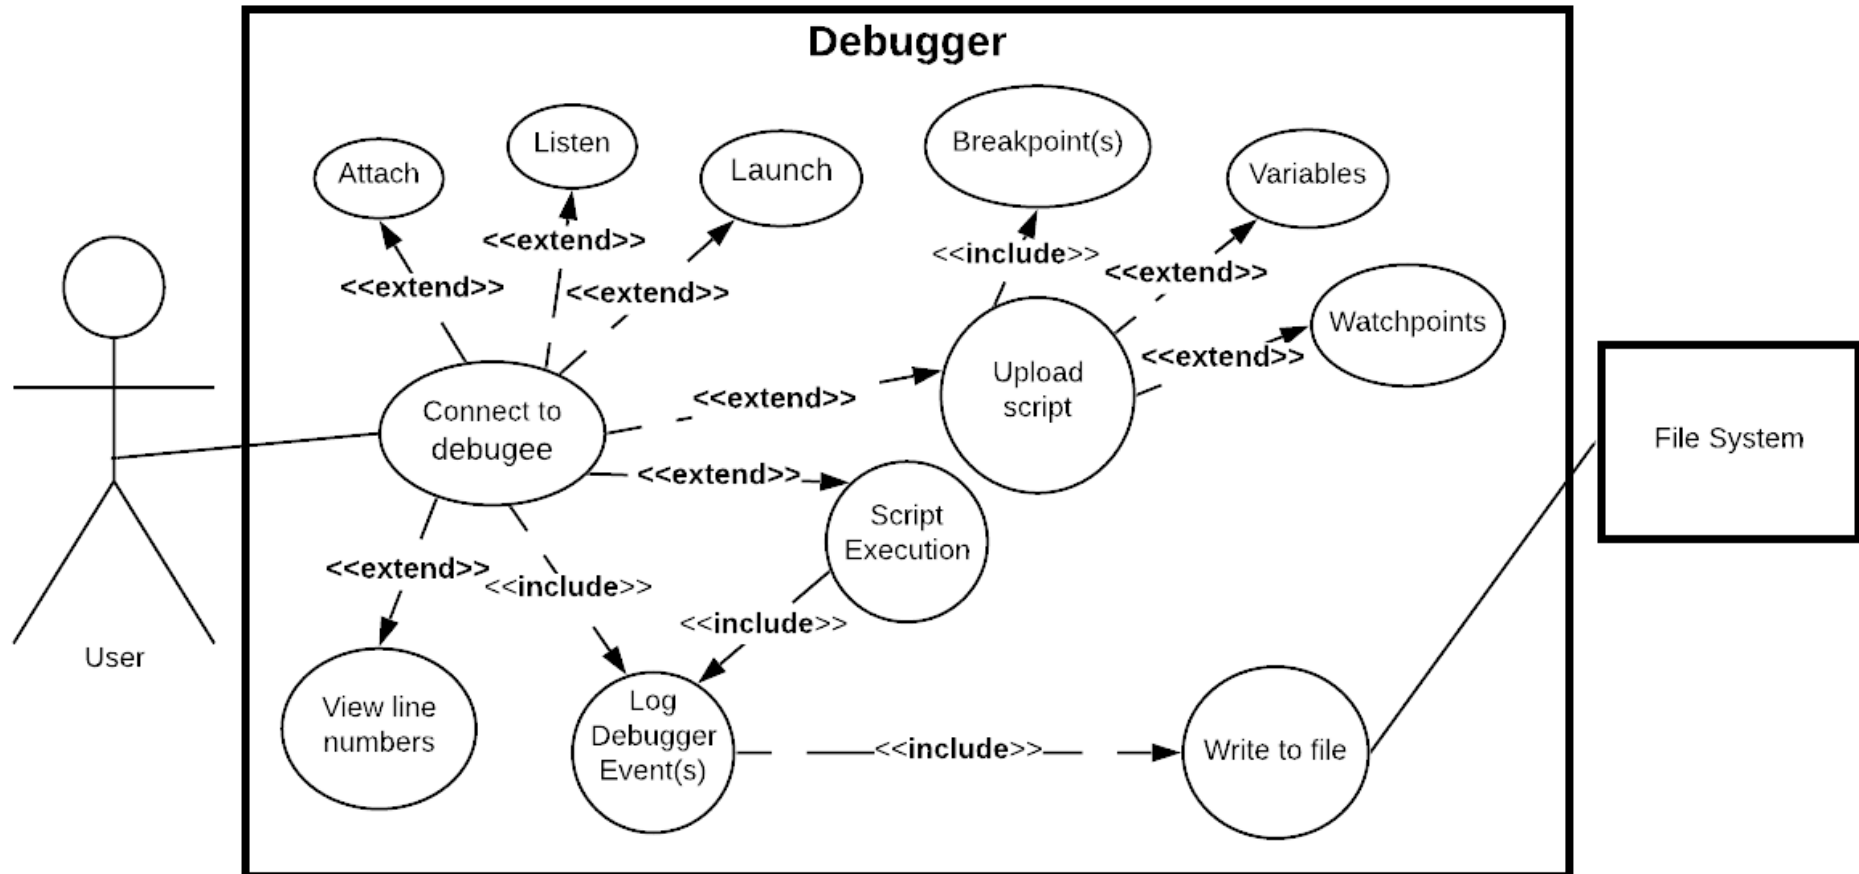 Debugger
Attach
Listen
Launch
Breakpoint(s)
Variables
<<extend>>
<<extend>>
<<extend>>
<<include>>
<<extend>>
Watchpoints
<<extend>>
Upload
script
<<extend>>
Connect to
debugee
File System
<<extend>>
Script
Execution
<<extend>>
<<include>>
<<include>>
User
View line
numbers
Log
Debugger
Event(s)
<<include>>
Write to file